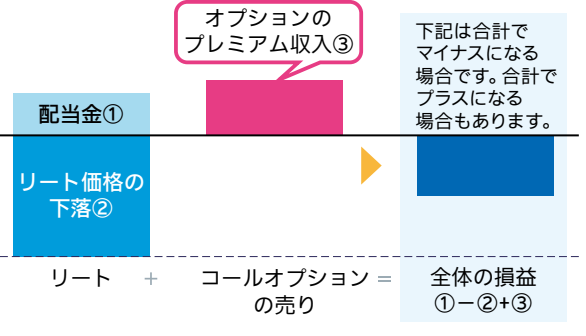 オプションの
プレミアム収入③
下記は合計で
マイナスになる
場合です。合計で
プラスになる
場合もあります。
配当金①
リート価格の
下落②
リート + コールオプション
の売り = 全体の損益
①－②+③